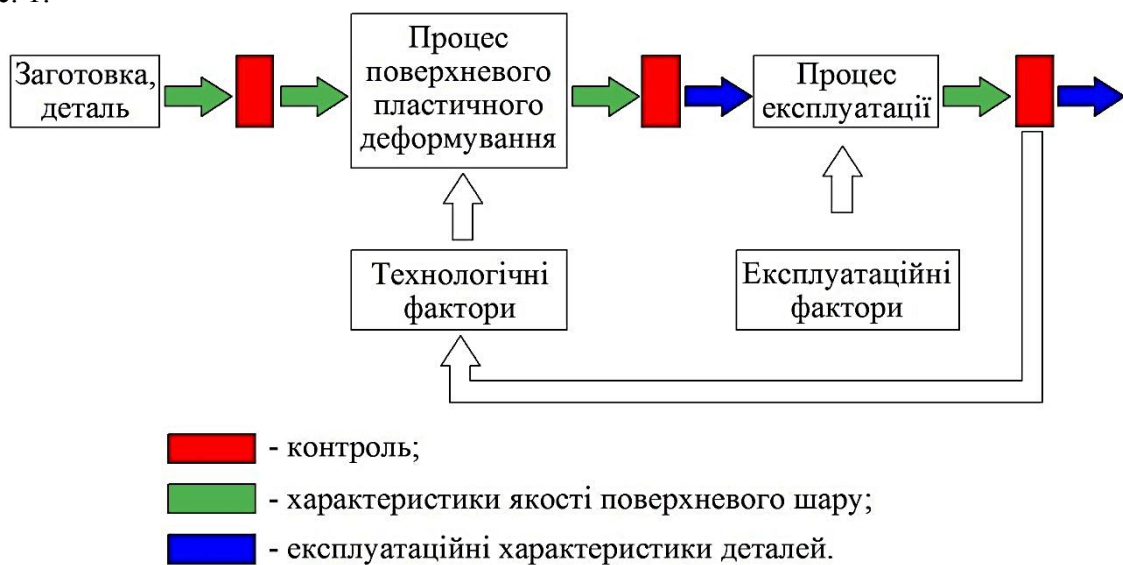 Заготовка,
деталь
Процес
поверхневого
пластичного
деформування
Процес
експлуатації
Технологічні
фактори
Експлуатаційні
фактори
- контроль;
- характеристики якості поверхневого шару;
- експлуатаційні характеристики деталей.